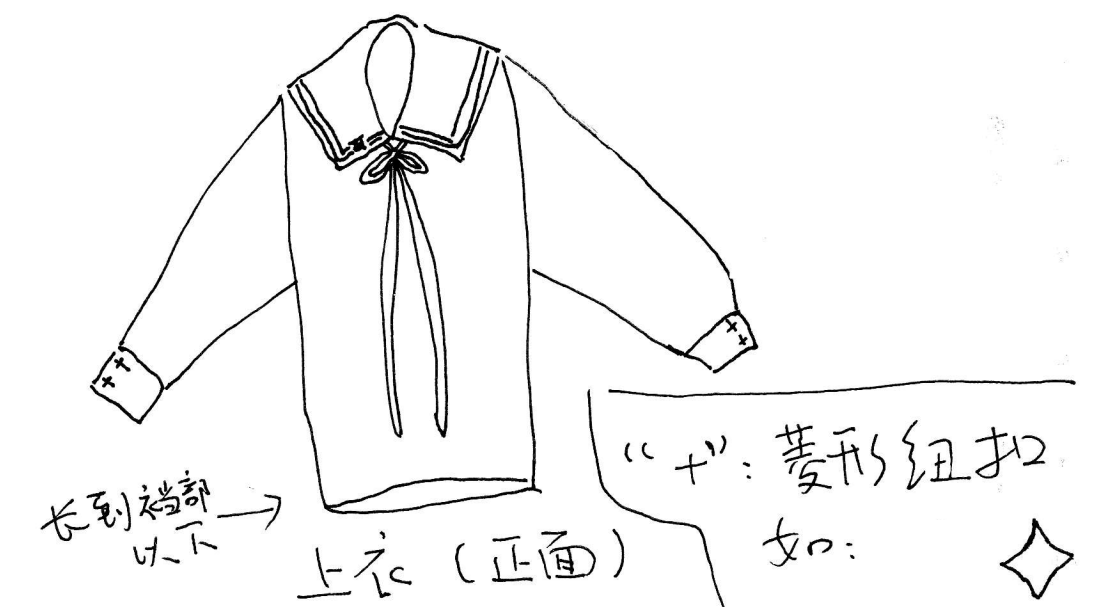 长到裆部
以下
上衣（正面）
“+”：菱形纽扣
如：